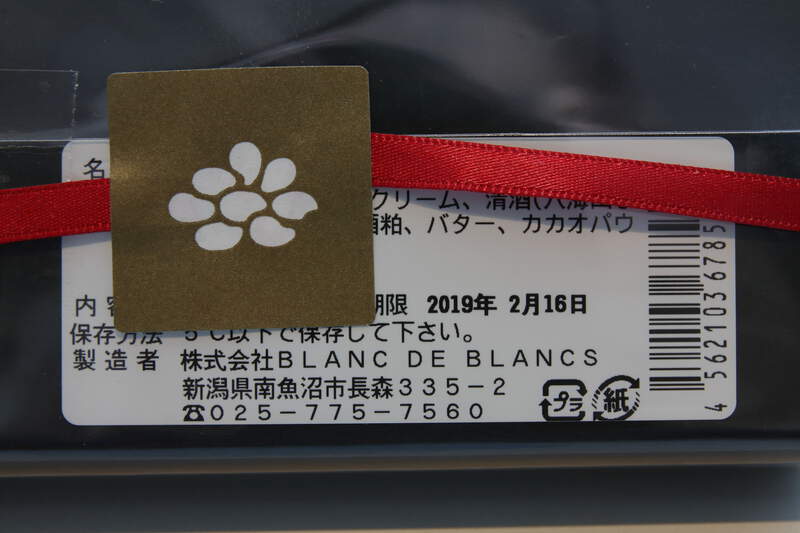 名
クリーム、清酒(八海山
酒粕、バター、カカオパウ
内容 期限 2019年 2月16日
保存方法 5℃以下で保存して下さい。
製造者 株式会社BLANC DE BLANCS
新潟県南魚沼市長森335-2
☎025-775-7560
プラ
紙
45621036785